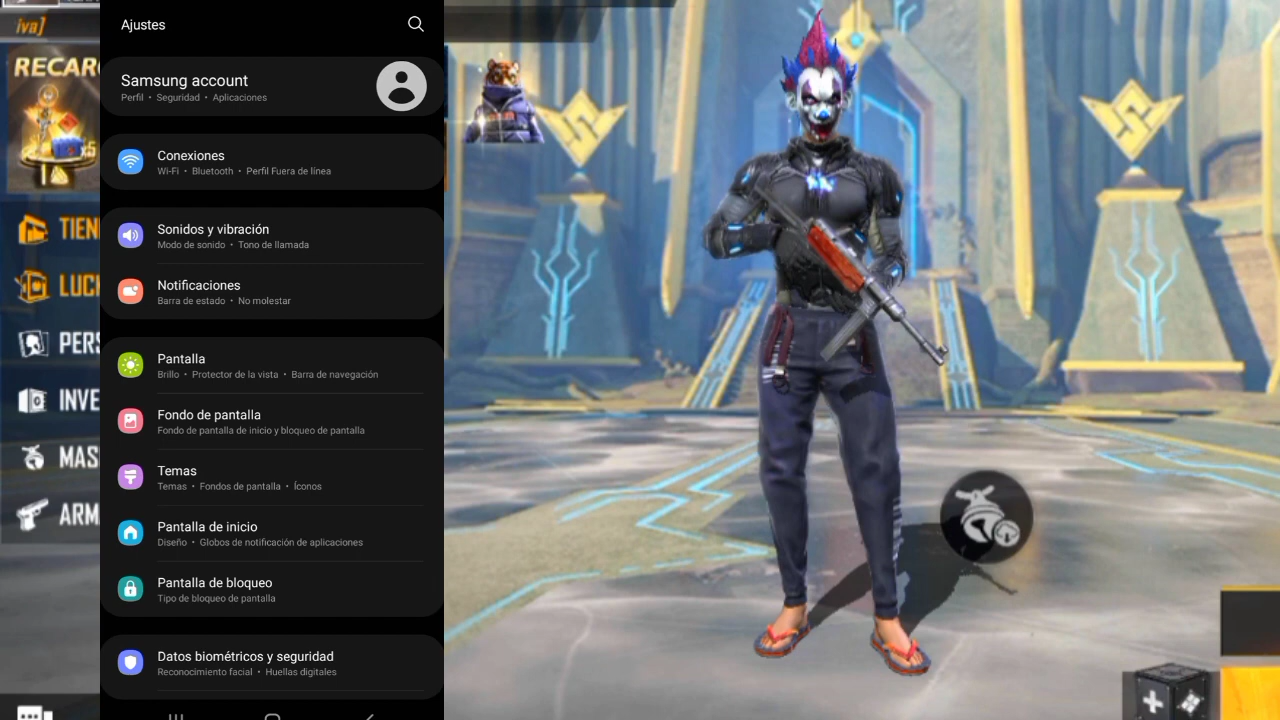 iva]
RECAR
x5
TIEN
LUCK
PERS
INVE
MAS
ARM
Ajustes
Samsung account
Perfil • Seguridad • Aplicaciones
Conexiones
Wi-Fi • Bluetooth • Perfil Fuera de línea
Sonidos y vibración
Modo de sonido • Tono de llamada
Notificaciones
Barra de estado • No molestar
Pantalla
Brillo • Protector de la vista • Barra de navegación
Fondo de pantalla
Fondo de pantalla de inicio y bloqueo de pantalla
Temas
Temas • Fondos de pantalla • Íconos
Pantalla de inicio
Diseño • Globos de notificación de aplicaciones
Pantalla de bloqueo
Tipo de bloqueo de pantalla
Datos biométricos y seguridad
Reconocimiento facial • Huellas digitales